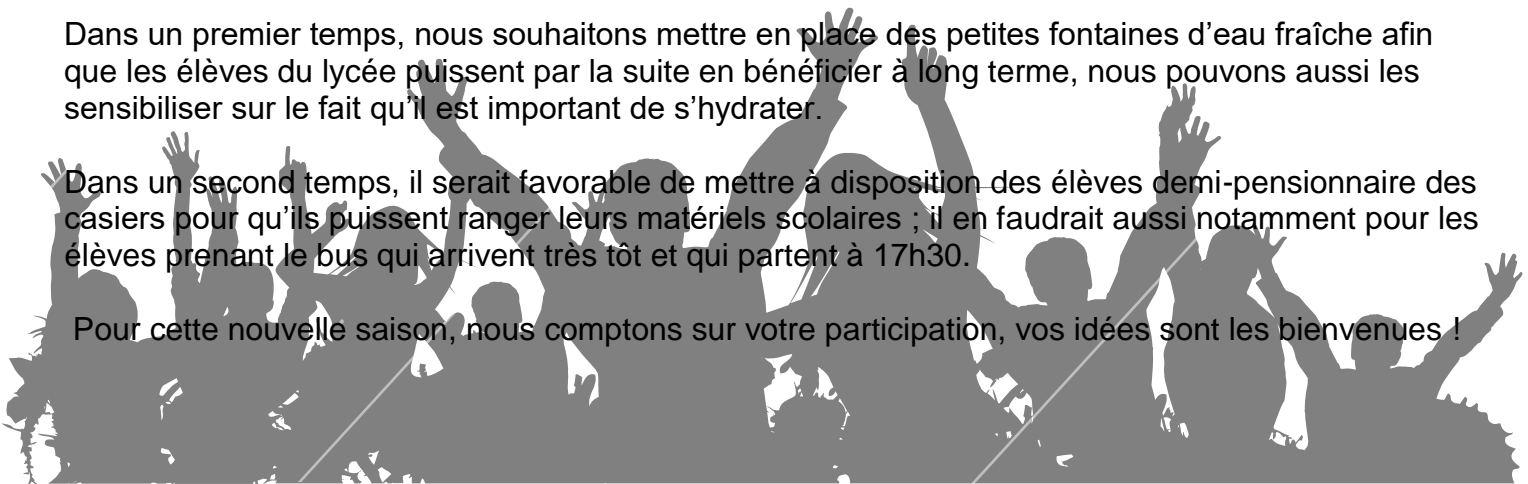 Dans un premier temps, nous souhaitons mettre en place des petites fontaines d’eau fraîche afin
que les élèves du lycée puissent par la suite en bénéficier à long terme, nous pouvons aussi les
sensibiliser sur le fait qu’il est important de s’hydrater.
Dans un second temps, il serait favorable de mettre à disposition des élèves demi-pensionnaire des
casiers pour qu’ils puissent ranger leurs matériels scolaires ; il en faudrait aussi notamment pour les
élèves prenant le bus qui arrivent très tôt et qui partent à 17h30.
Pour cette nouvelle saison, nous comptons sur votre participation, vos idées sont les bienvenues !